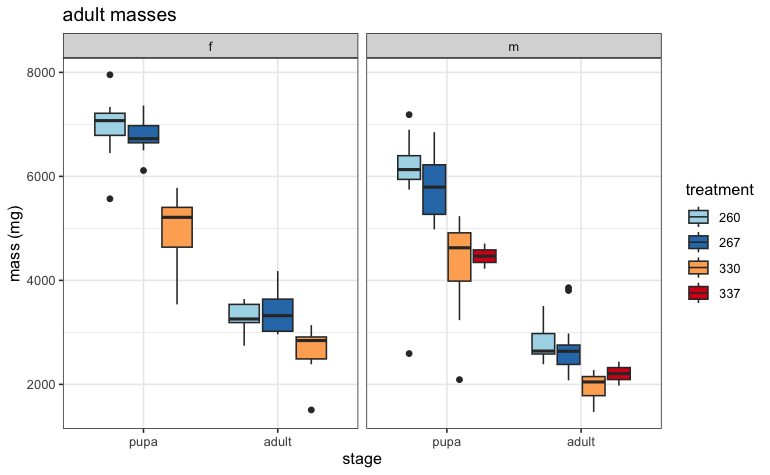 adult masses
f
m
8000
6000
4000
2000
mass (mg)
pupa
adult
pupa
adult
stage
treatment
260
267
330
337